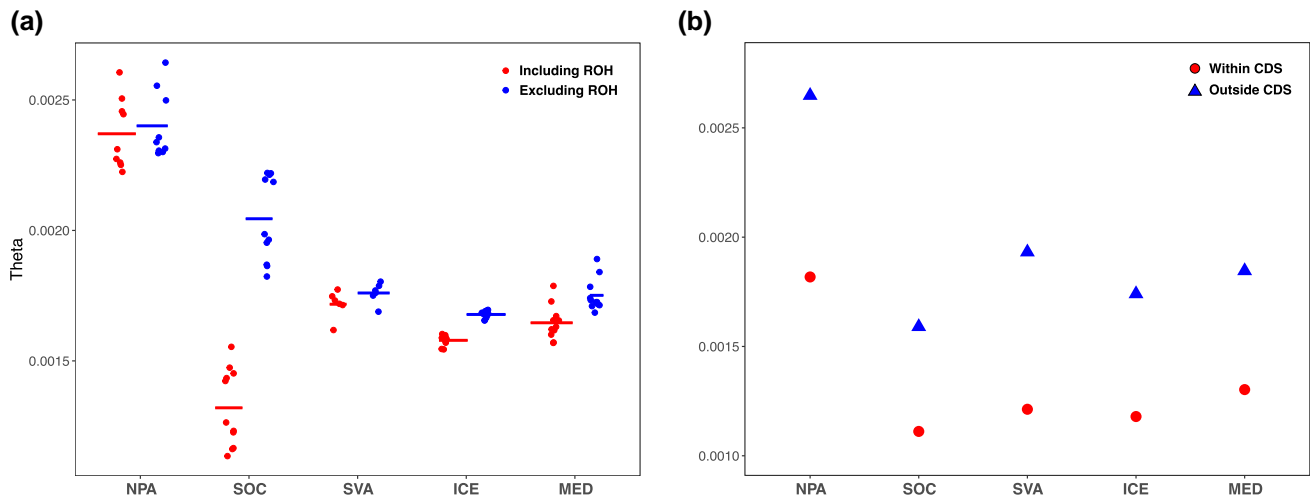 (a)
Including ROH
Excluding ROH
0.0025
0.0020
0.0015
Theta
NPA SOC SVA ICE MED
(b)
Within CDS
Outside CDS
0.0025
0.0020
0.0015
0.0010
NPA SOC SVA ICE MED